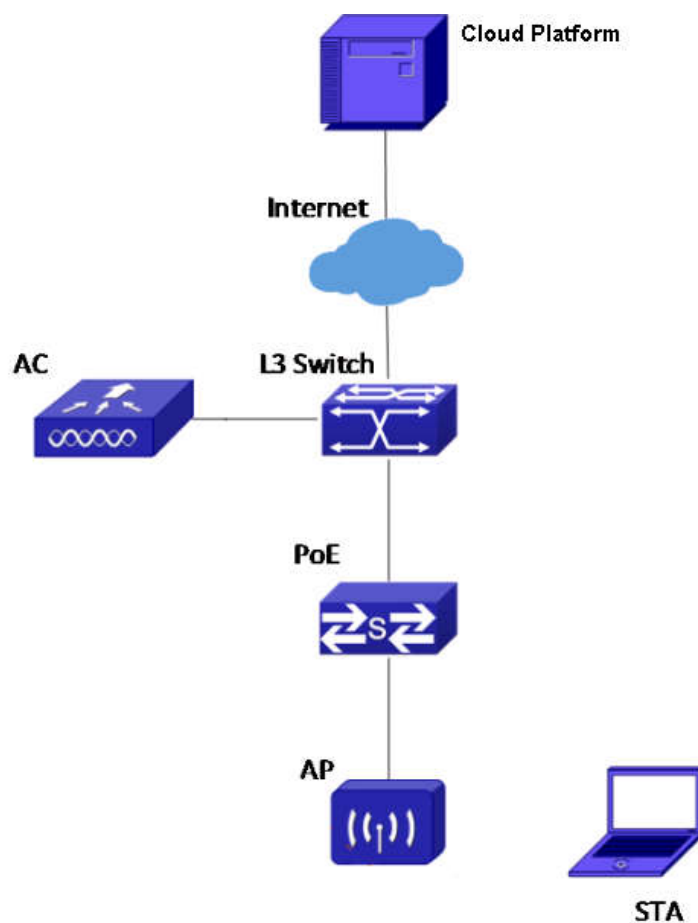 Cloud Platform
Internet
AC
L3 Switch
PoE
S
AP
STA